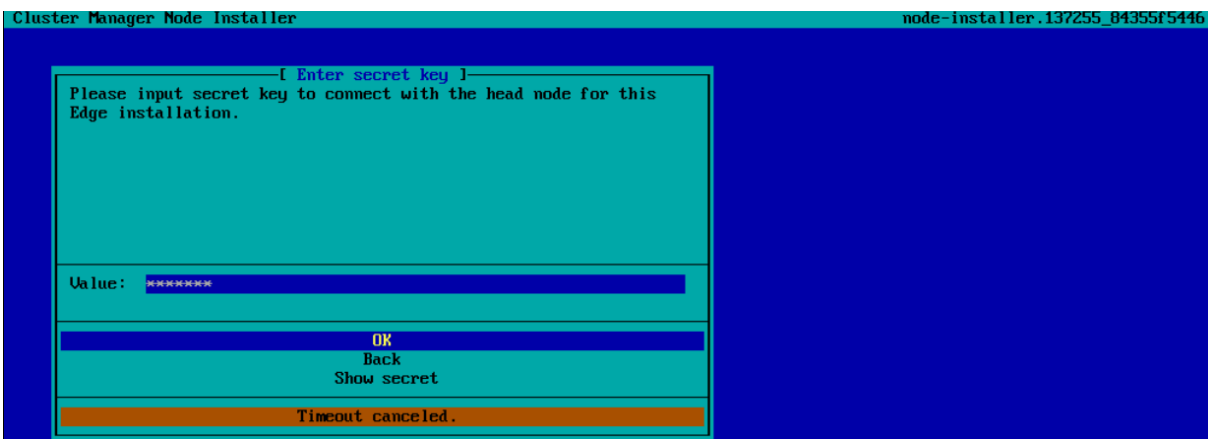 Cluster Manager Node Installer node-installer.137255_84355f5446
[ Enter secret key ]
Please input secret key to connect with the head node for this
Edge installation.
Value: *******
OK
Back
Show secret
Timeout canceled.